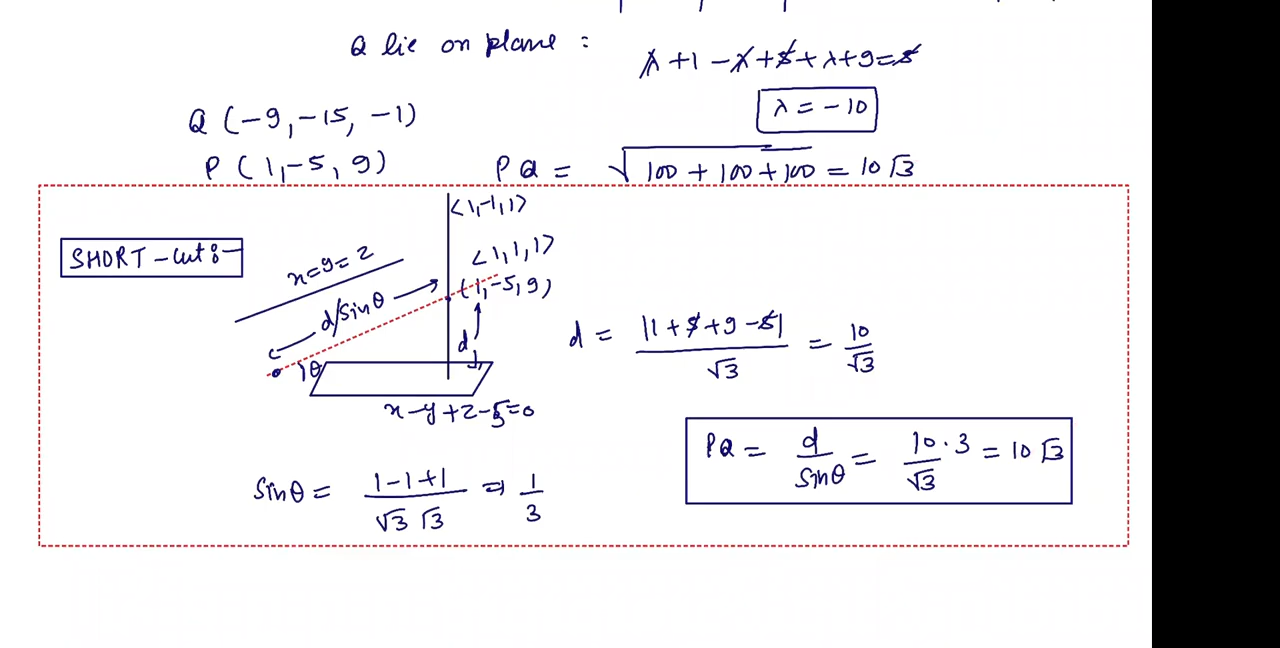 Q lie on plane :
λ + 1 - λ + 5 + λ + 9 = 5
λ = -10
Q (-9, -15, -1)
P (1, -5, 9)
PQ = √100 + 100 + 100 = 10√3
SHORT-cut :-
<1,-1,1>
x=y=z
<1,1,1>
(1,-5,9)
d/sinθ
d
θ
x-y+z-5=0
d = |1+5+9-5| / √3 = 10/√3
PQ = d/sinθ = 10/√3 · 3 = 10√3
sinθ = 1-1+1 / √3 √3 = 1/3